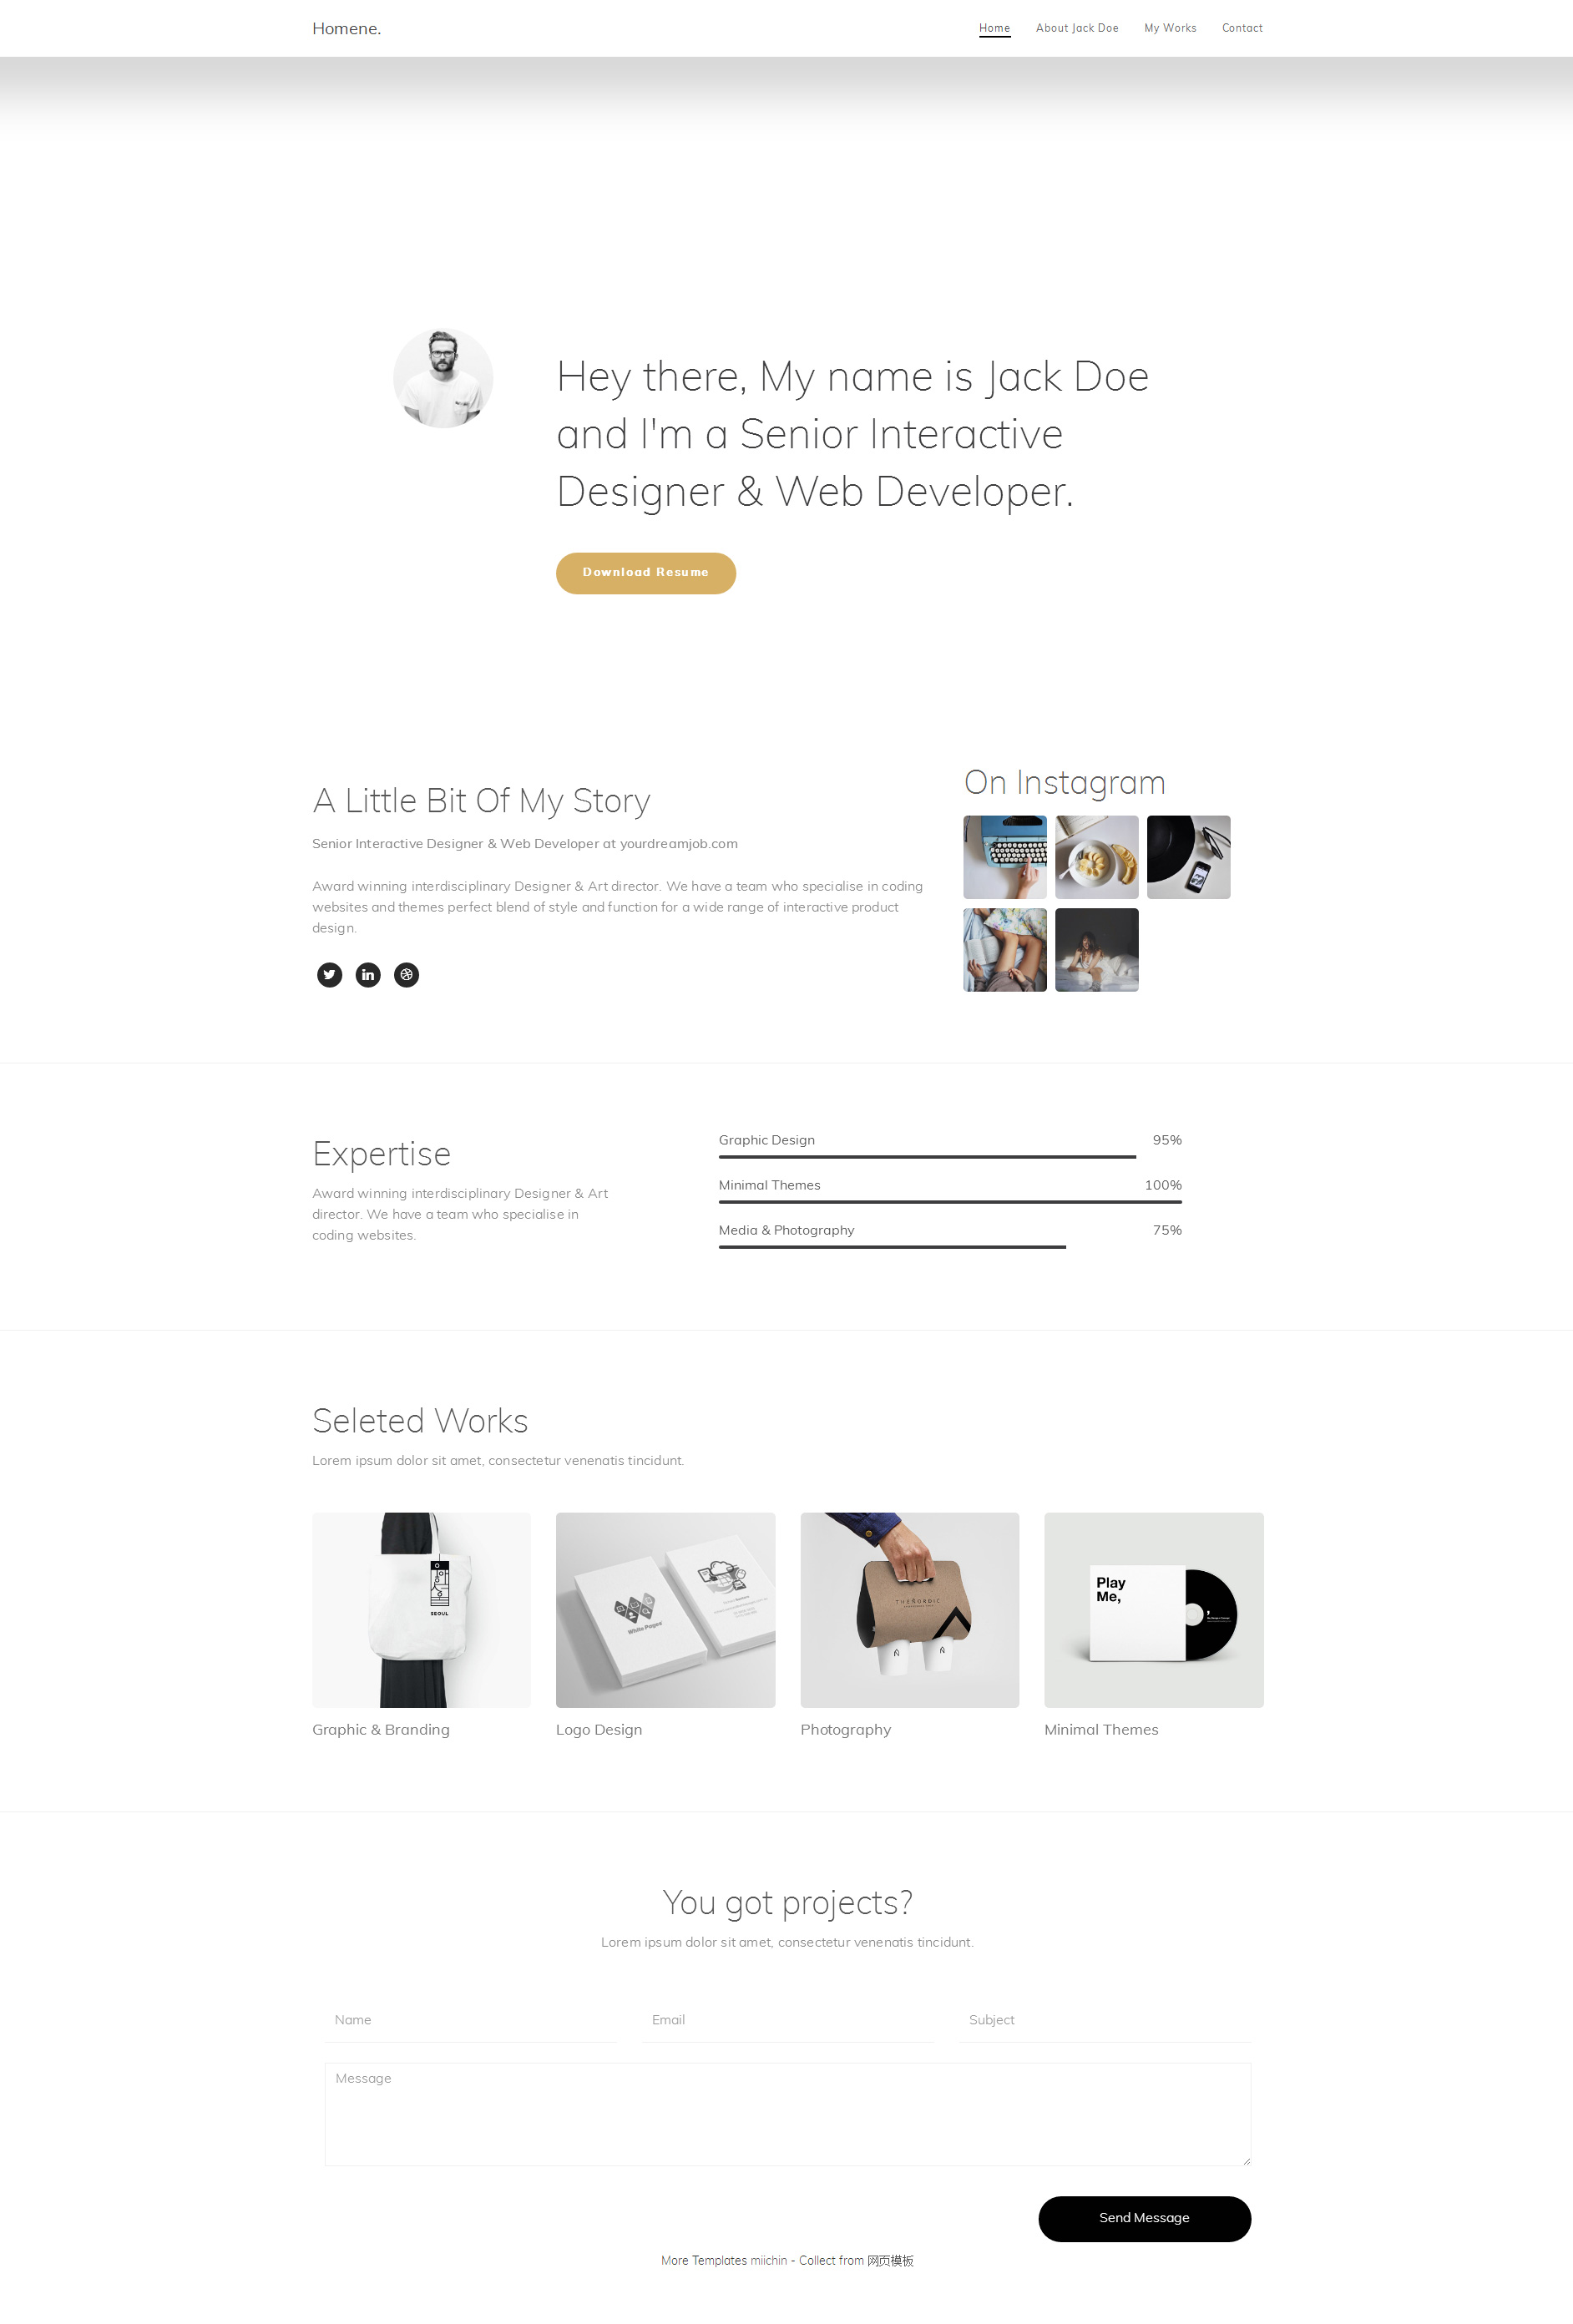 Homene.
Home
About Jack Doe
My Works
Contact
Hey there, My name is Jack Doe
and I'm a Senior Interactive
Designer & Web Developer.
Download Resume
A Little Bit Of My Story
Senior Interactive Designer & Web Developer at yourdreamjob.com
Award winning interdisciplinary Designer & Art director. We have a team who specialise in coding
websites and themes perfect blend of style and function for a wide range of interactive product
design.
On Instagram
Expertise
Award winning interdisciplinary Designer & Art
director. We have a team who specialise in
coding websites.
Graphic Design 95%
Minimal Themes 100%
Media & Photography 75%
Seleted Works
Lorem ipsum dolor sit amet, consectetur venenatis tincidunt.
SEOUL
White Pages
THE NORDIC
Play
Me,
Graphic & Branding
Logo Design
Photography
Minimal Themes
You got projects?
Lorem ipsum dolor sit amet, consectetur venenatis tincidunt.
Name
Email
Subject
Message
Send Message
More Templates miichin - Collect from 网页模板